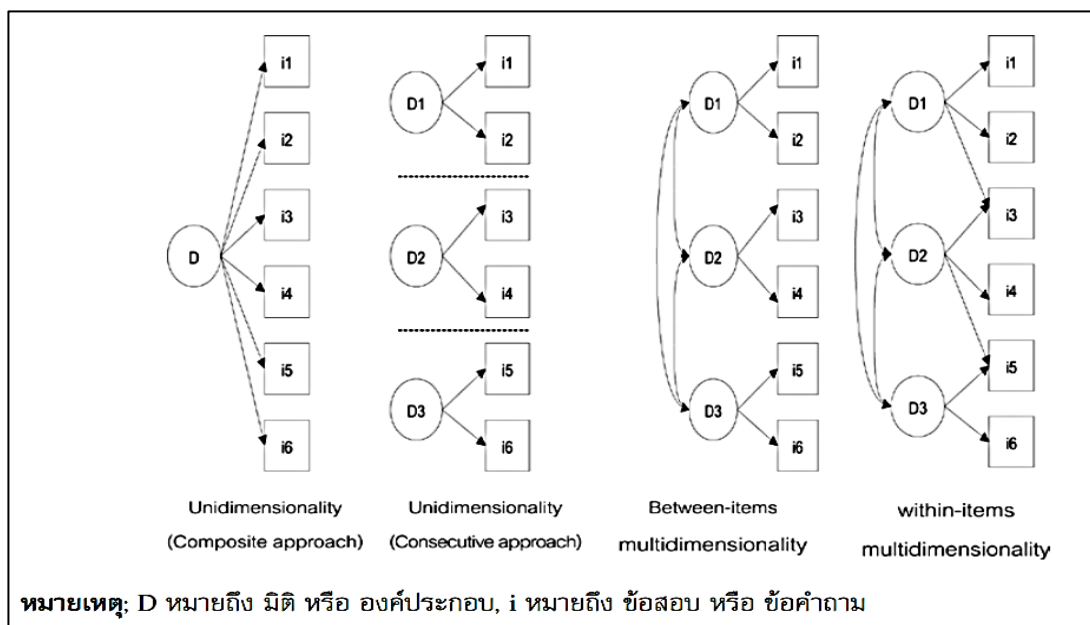 i1
i2
i3
i4
i5
i6
D
Unidimensionality
(Composite approach)
i1
i2
i3
i4
i5
i6
D1
D2
D3
Unidimensionality
(Consecutive approach)
i1
i2
i3
i4
i5
i6
D1
D2
D3
Between-items
multidimensionality
i1
i2
i3
i4
i5
i6
D1
D2
D3
within-items
multidimensionality
หมายเหตุ; D หมายถึง มิติ หรือ องค์ประกอบ, i หมายถึง ข้อสอบ หรือ ข้อคำถาม